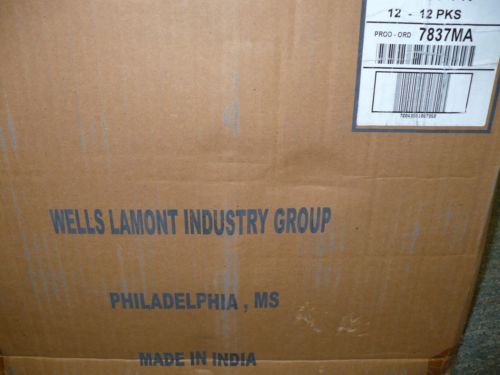 12 - 12 PKS
PROD - ORD 7837MA
WELLS LAMONT INDUSTRY GROUP
PHILADELPHIA , MS
MADE IN INDIA